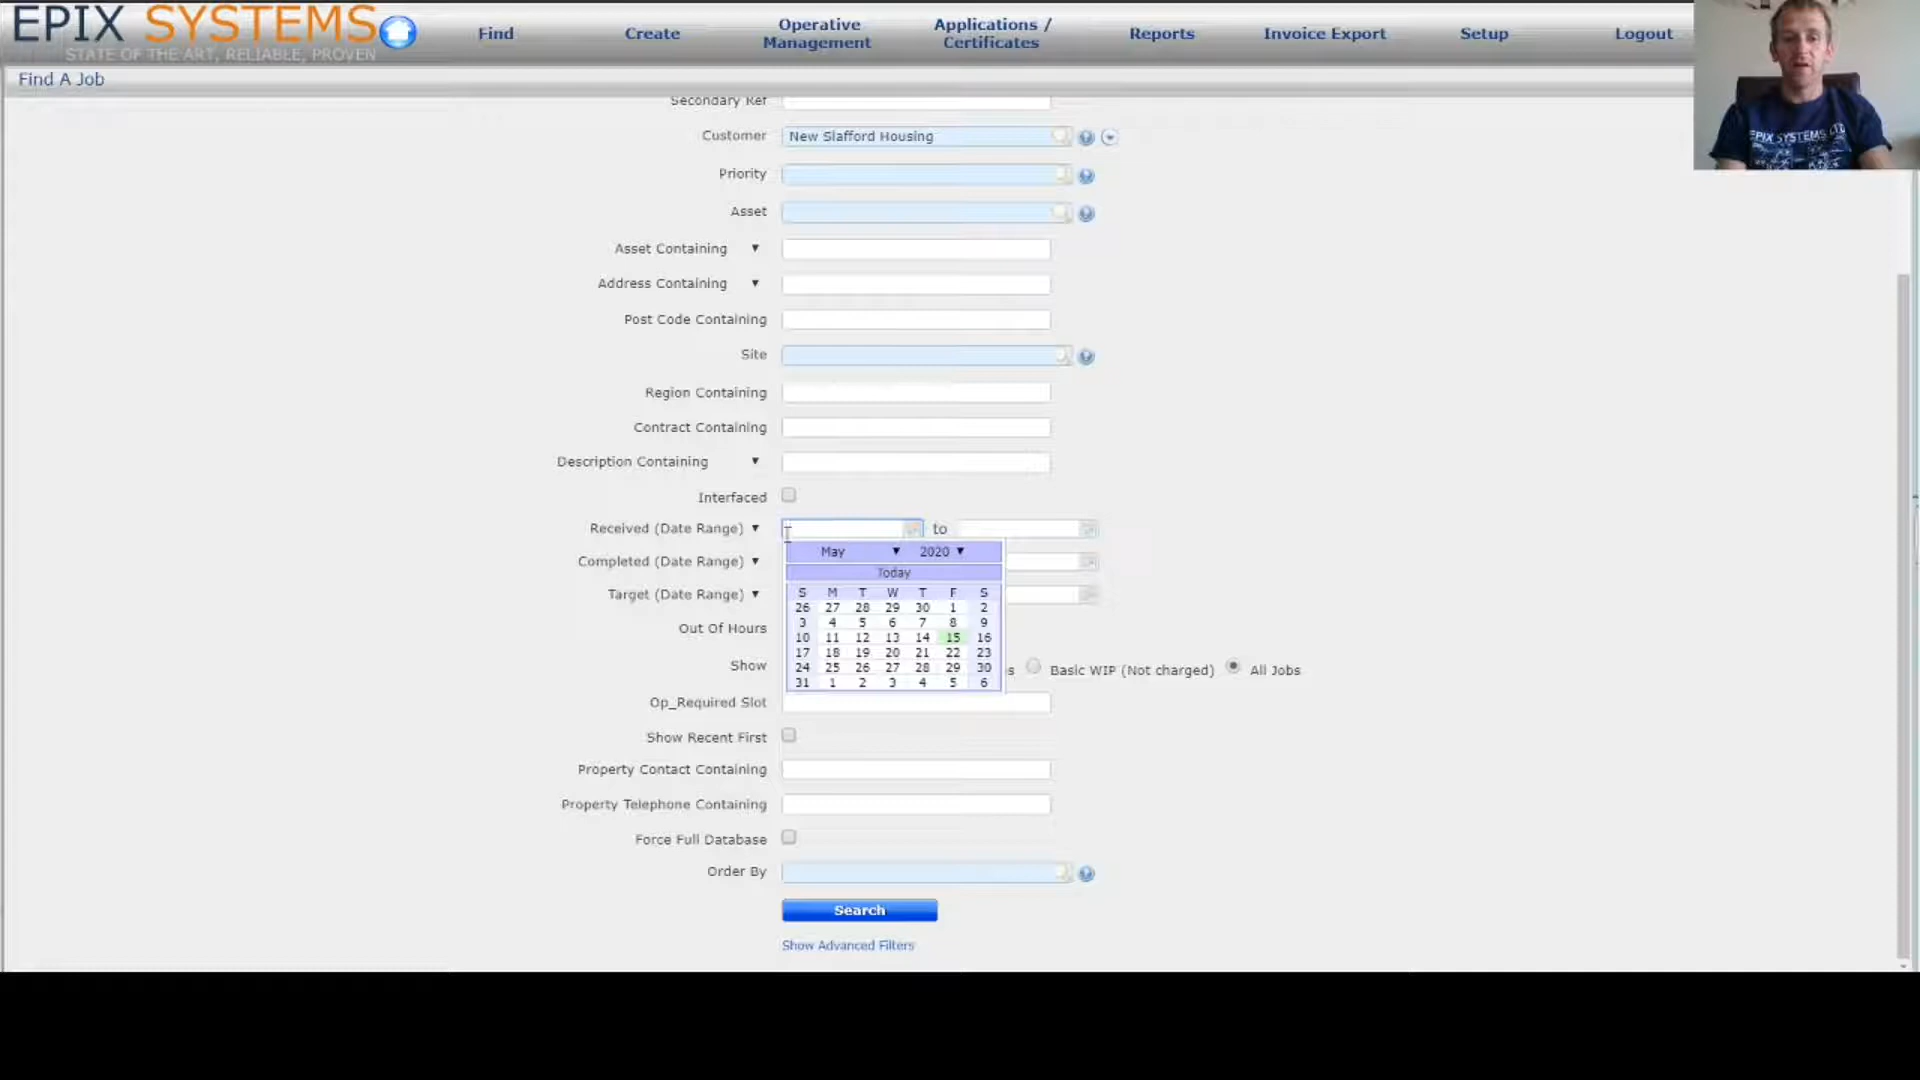 EPIX SYSTEMS
STATE OF THE ART, RELIABLE, PROVEN
Find
Create
Operative
Management
Applications /
Certificates
Reports
Invoice Export
Setup
Logout
Find A Job
EPIX SYSTEMS LTD
Secondary Ref
Customer New Slafford Housing
Priority
Asset
Asset Containing ▼
Address Containing ▼
Post Code Containing
Site
Region Containing
Contract Containing
Description Containing ▼
Interfaced
Received (Date Range) ▼ to
May ▼ 2020 ▼
Completed (Date Range) ▼
Today
Target (Date Range) ▼
S M T W T F S
26 27 28 29 30 1 2
3 4 5 6 7 8 9
10 11 12 13 14 15 16
17 18 19 20 21 22 23
24 25 26 27 28 29 30
31 1 2 3 4 5 6
Out Of Hours
Show s Basic WIP (Not charged) All Jobs
Op_Required Slot
Show Recent First
Property Contact Containing
Property Telephone Containing
Force Full Database
Order By
Search
Show Advanced Filters